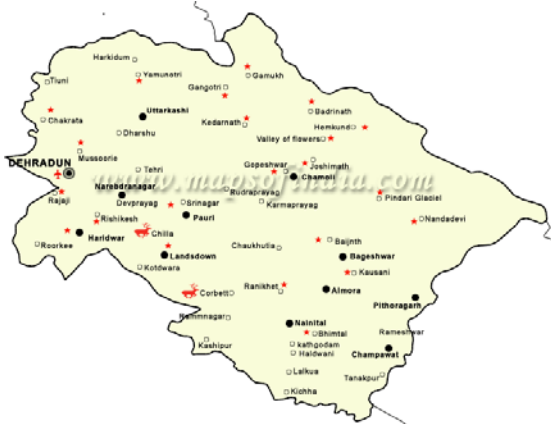 Harkidum
Tiuni
Yamunotri
Gamukh
Gangotri
Uttarkashi
Badrinath
Chakrata
Kedarnath
Hemkund
Dharshu
Valley of flowers
Mussoorie
DEHRADUN
Tehri
Gopeshwar
Joshimath
Chamoli
www.mapsofindia.com
Narendranagar
Rudraprayag
Rajaji
Devprayag
Srinagar
Karmaprayag
Pindari Glaciel
Rishikesh
Pauri
Nandadevi
Roorkee
Haridwar
Chilla
Chaukhutia
Baijnth
Landsdown
Bageshwar
Kotdwara
Kausani
Corbett
Ranikhet
Almora
Pithoragarh
Rammnagar
Nainital
Bhimtal
Rameshwar
Kashipur
kathgodam
Haldwani
Champawat
Lalkua
Tanakpur
Kichha